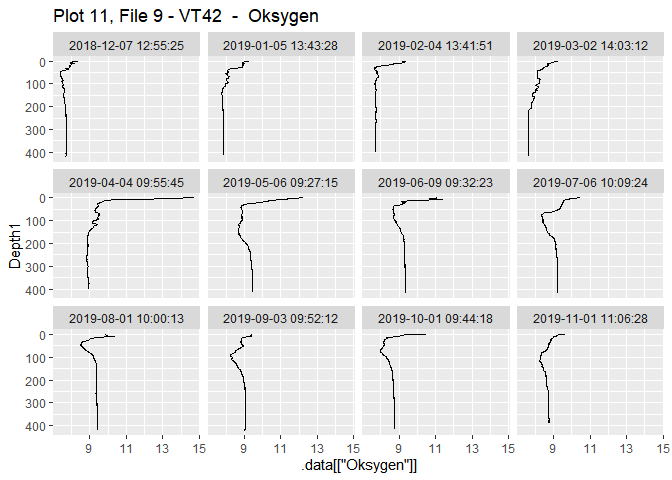 Plot 11, File 9 - VT42  -  Oksygen
2018-12-07 12:55:25 2019-01-05 13:43:28 2019-02-04 13:41:51 2019-03-02 14:03:12
0
100
200
300
400
2019-04-04 09:55:45 2019-05-06 09:27:15 2019-06-09 09:32:23 2019-07-06 10:09:24
0
100
200
300
400
Depth1
2019-08-01 10:00:13 2019-09-03 09:52:12 2019-10-01 09:44:18 2019-11-01 11:06:28
0
100
200
300
400
9 11 13 15 9 11 13 15 9 11 13 15 9 11 13 15
.data[["Oksygen"]]